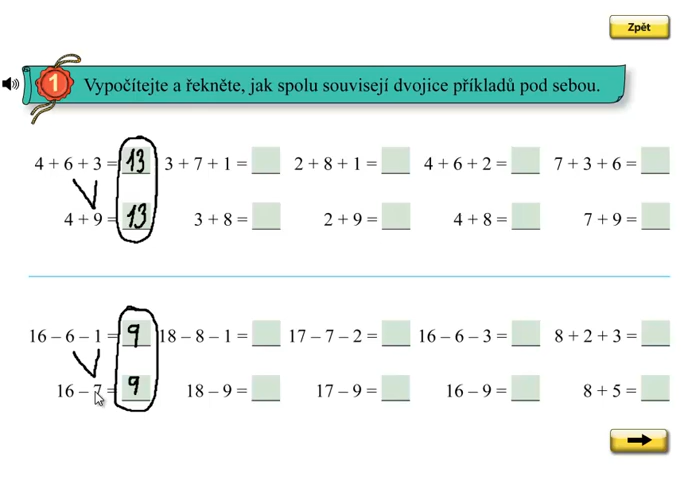 Zpět
1 Vypočítejte a řekněte, jak spolu souvisejí dvojice příkladů pod sebou.
4 + 6 + 3 = 13 3 + 7 + 1 = 2 + 8 + 1 = 4 + 6 + 2 = 7 + 3 + 6 =
4 + 9 = 13 3 + 8 = 2 + 9 = 4 + 8 = 7 + 9 =
16 – 6 – 1 = 9 18 – 8 – 1 = 17 – 7 – 2 = 16 – 6 – 3 = 8 + 2 + 3 =
16 – 7 = 9 18 – 9 = 17 – 9 = 16 – 9 = 8 + 5 =